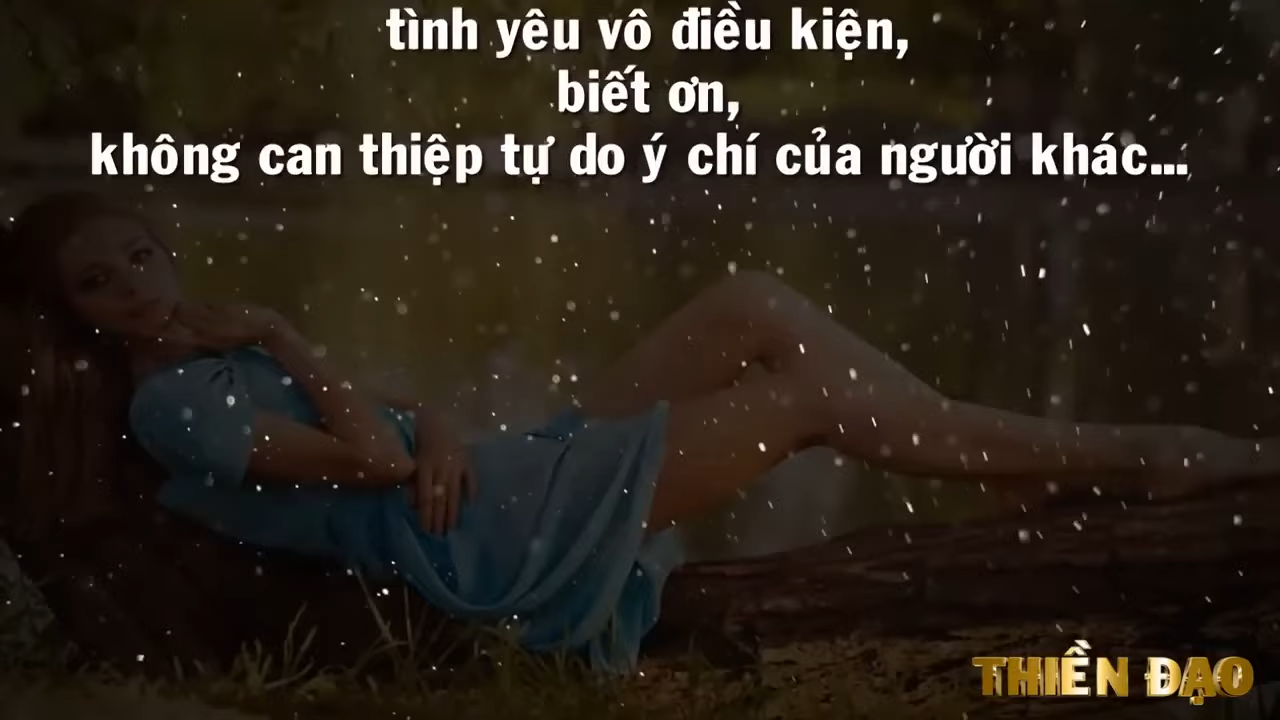 tình yêu vô điều kiện,
biết ơn,
không can thiệp tự do ý chí của người khác...
THIỀN ĐẠO